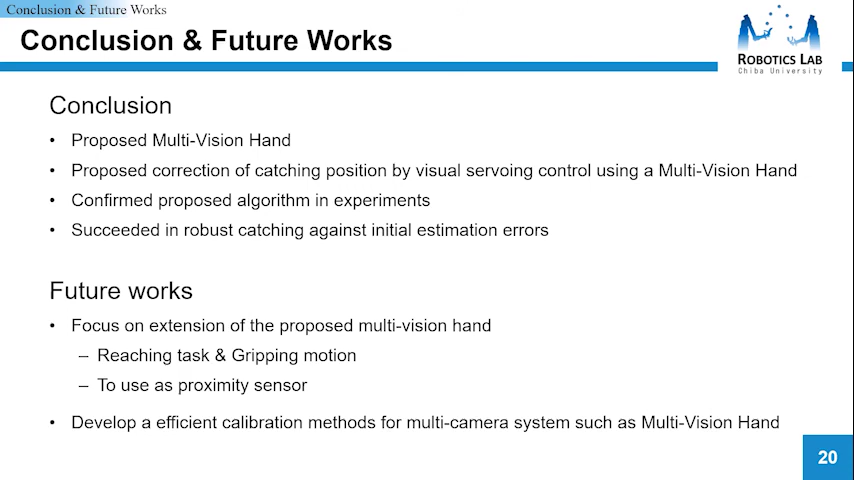 Conclusion & Future Works
Conclusion & Future Works
ROBOTICS LAB
Chiba University
Conclusion
• Proposed Multi-Vision Hand
• Proposed correction of catching position by visual servoing control using a Multi-Vision Hand
• Confirmed proposed algorithm in experiments
• Succeeded in robust catching against initial estimation errors
Future works
• Focus on extension of the proposed multi-vision hand
– Reaching task & Gripping motion
– To use as proximity sensor
• Develop a efficient calibration methods for multi-camera system such as Multi-Vision Hand
20